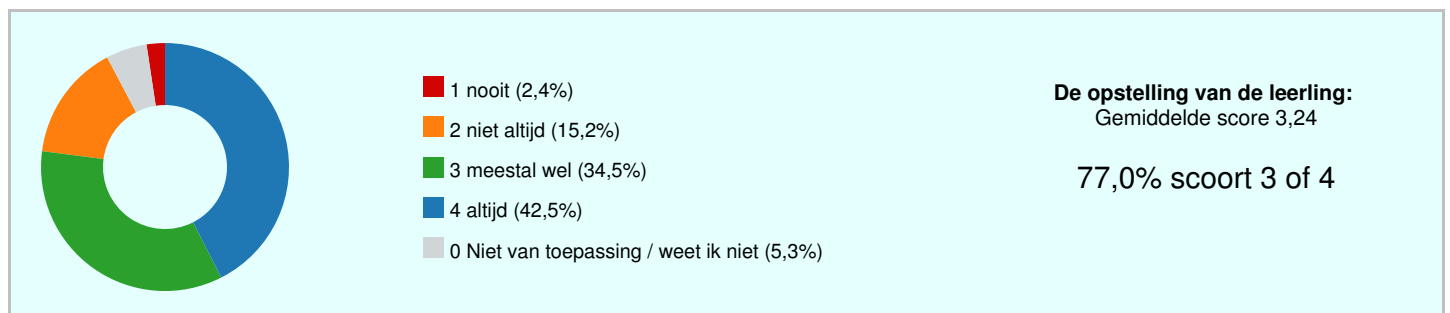 1 nooit (2,4%)
2 niet altijd (15,2%)
3 meestal wel (34,5%)
4 altijd (42,5%)
0 Niet van toepassing / weet ik niet (5,3%)
De opstelling van de leerling:
Gemiddelde score 3,24
77,0% scoort 3 of 4